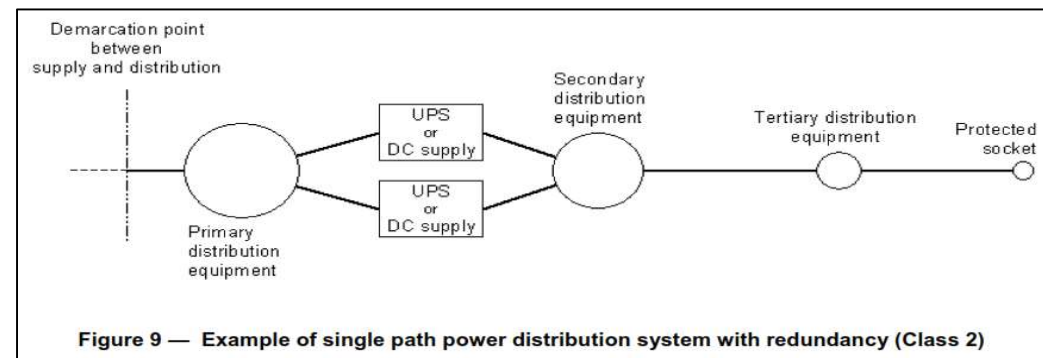 Demarcation point
between
supply and distribution
UPS
or
DC supply
UPS
or
DC supply
Primary
distribution
equipment
Secondary
distribution
equipment
Tertiary distribution
equipment
Protected
socket
Figure 9 — Example of single path power distribution system with redundancy (Class 2)